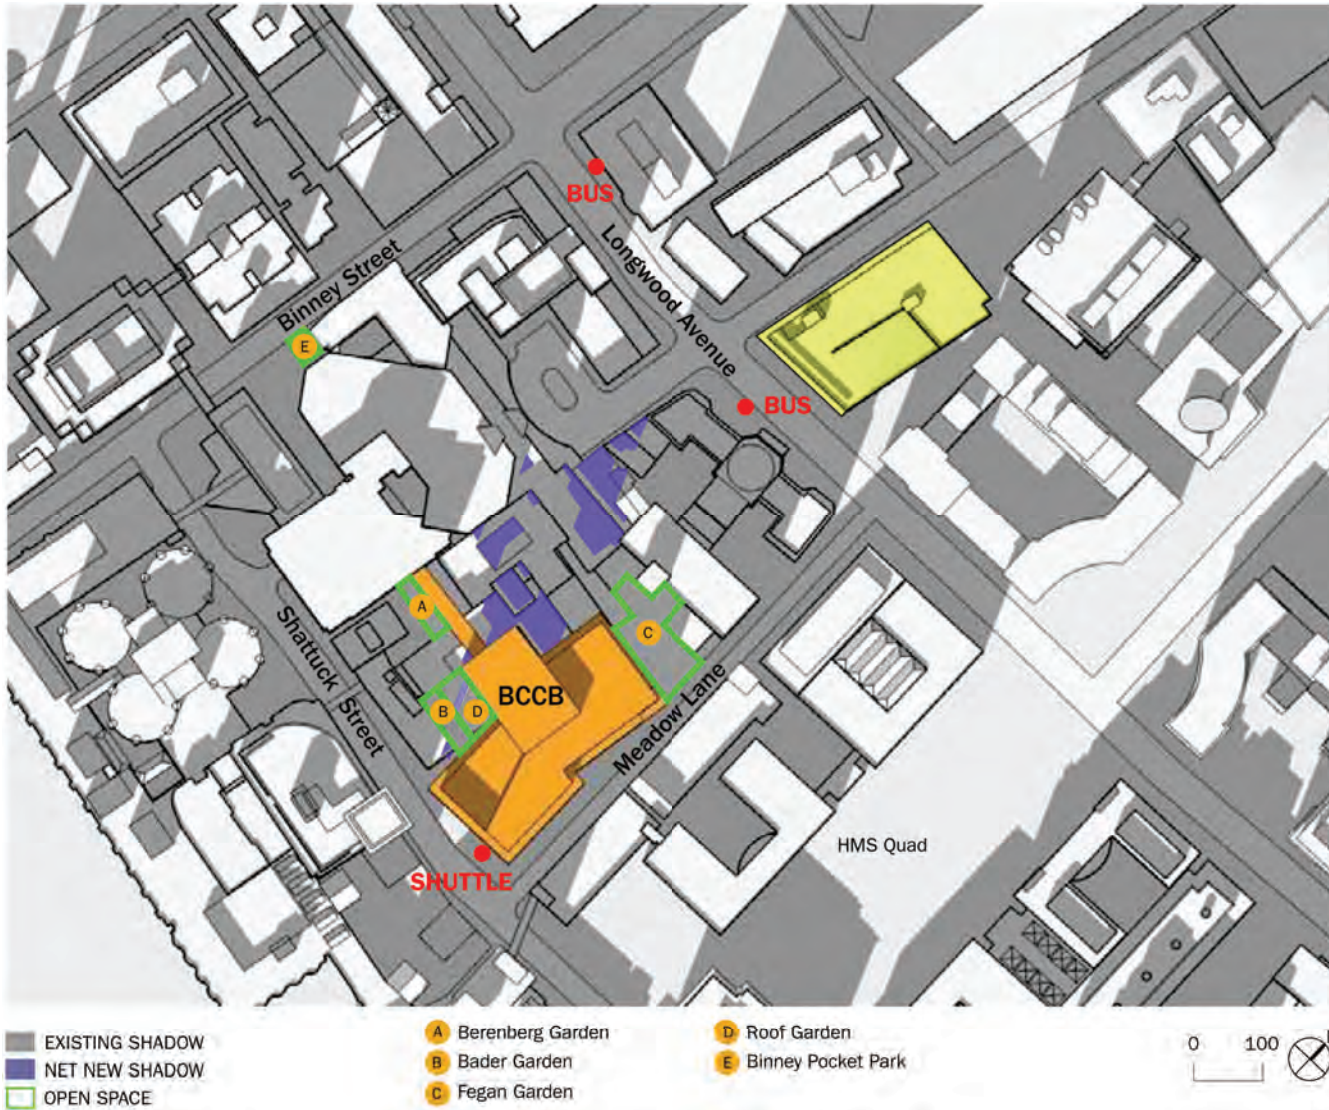 BUS
Binney Street
Longwood Avenue
E
BUS
A
C
Shattuck Street
BCCB
B
D
Meadow Lane
HMS Quad
SHUTTLE
EXISTING SHADOW
NET NEW SHADOW
OPEN SPACE
A Berenberg Garden
B Bader Garden
C Fegan Garden
D Roof Garden
E Binney Pocket Park
0 100